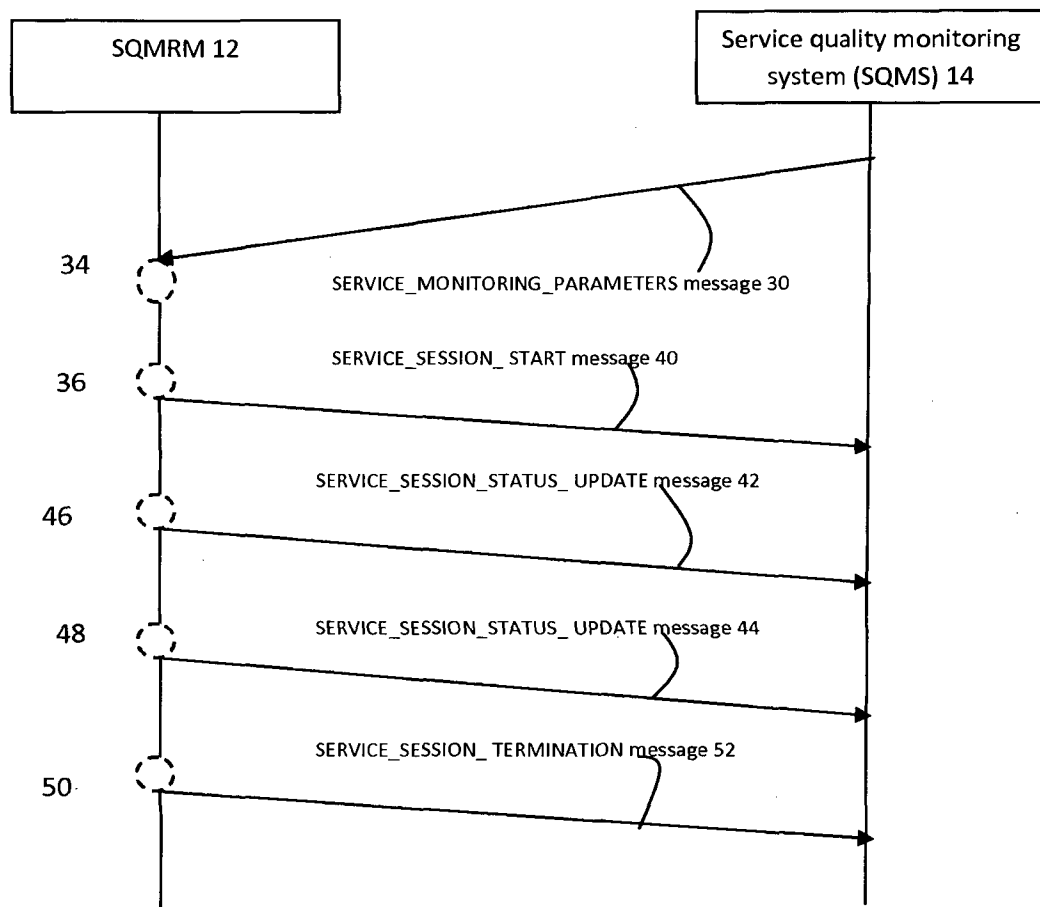 SQMRM 12
Service quality monitoring
system (SQMS) 14
34
SERVICE_MONITORING_PARAMETERS message 30
SERVICE_SESSION_ START message 40
36
SERVICE_SESSION_STATUS_ UPDATE message 42
46
SERVICE_SESSION_STATUS_ UPDATE message 44
48
SERVICE_SESSION_ TERMINATION message 52
50